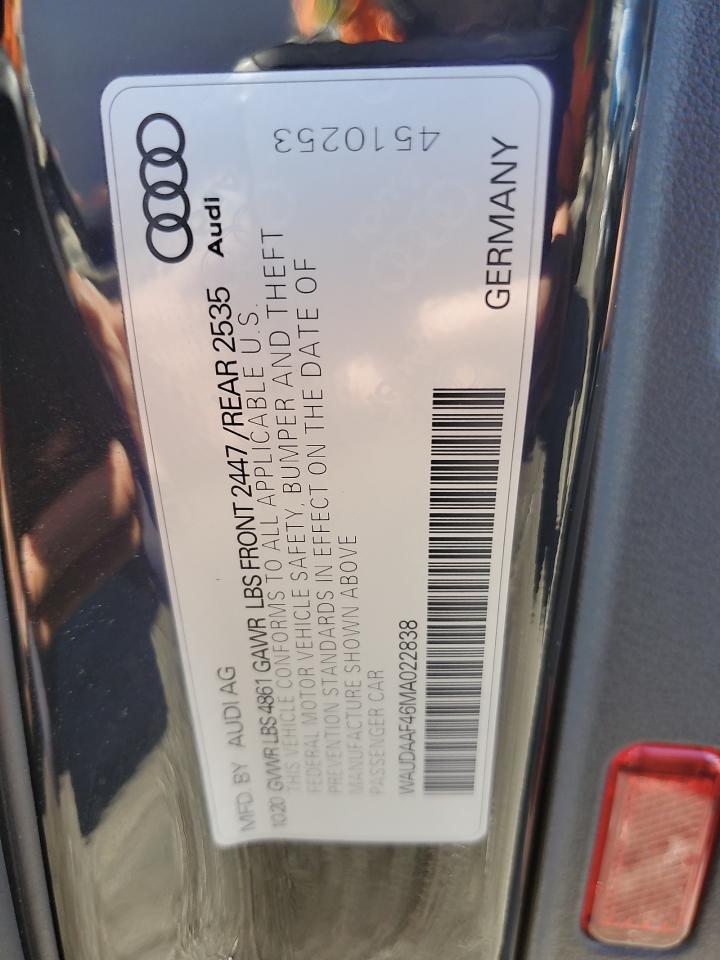 MFD. BY AUDI AG
10.20 GVWR LBS 4861 GAWR LBS FRONT 2447/REAR 2535
THIS VEHICLE CONFORMS TO ALL APPLICABLE U.S.
FEDERAL MOTOR VEHICLE SAFETY, BUMPER AND THEFT
PREVENTION STANDARDS IN EFFECT ON THE DATE OF
MANUFACTURE SHOWN ABOVE
PASSENGER CAR
WAUDAAF46MA022838
Audi
4510253
GERMANY